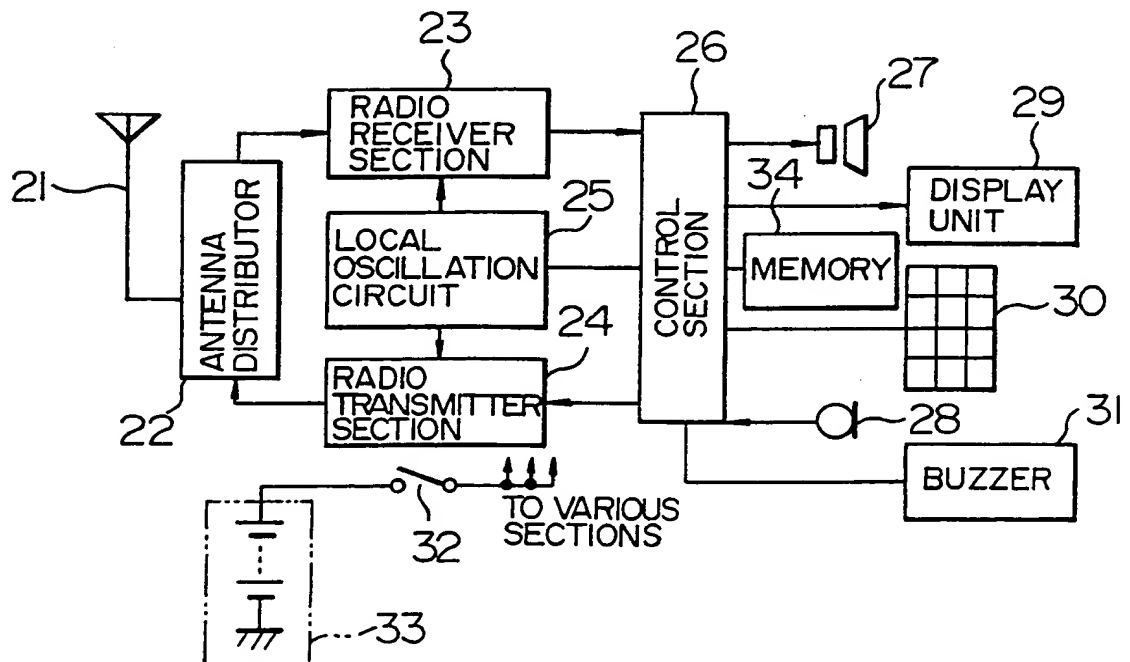 23
26
27
29
RADIO
RECEIVER
SECTION
21
ANTENNA
DISTRIBUTOR
25
LOCAL
OSCILLATION
CIRCUIT
CONTROL
SECTION
34
DISPLAY
UNIT
MEMORY
30
24
RADIO
TRANSMITTER
SECTION
22
28
31
BUZZER
32
TO VARIOUS
SECTIONS
33